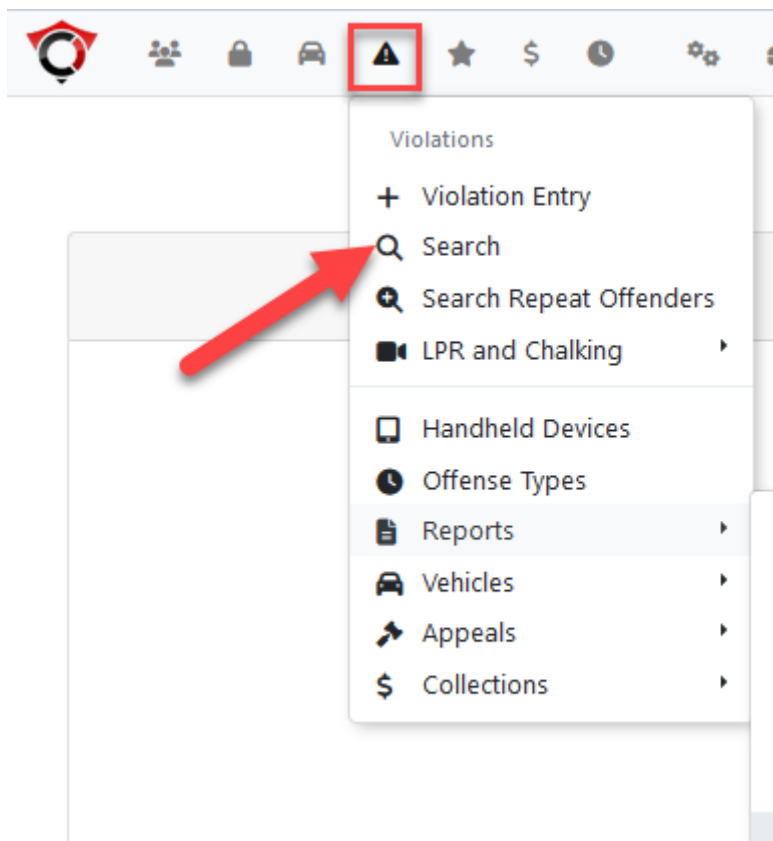 $
Violations
Violation Entry
Search
Search Repeat Offenders
LPR and Chalking
Handheld Devices
Offense Types
Reports
Vehicles
Appeals
$ Collections